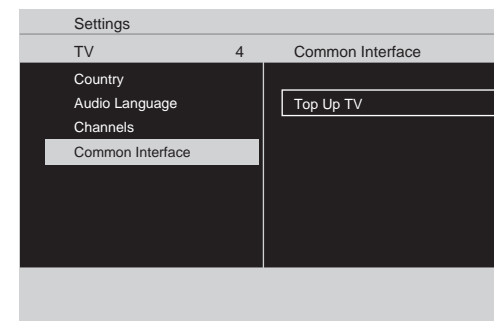 Settings
TV 4 Common Interface
Country
Audio Language
Top Up TV
Channels
Common Interface